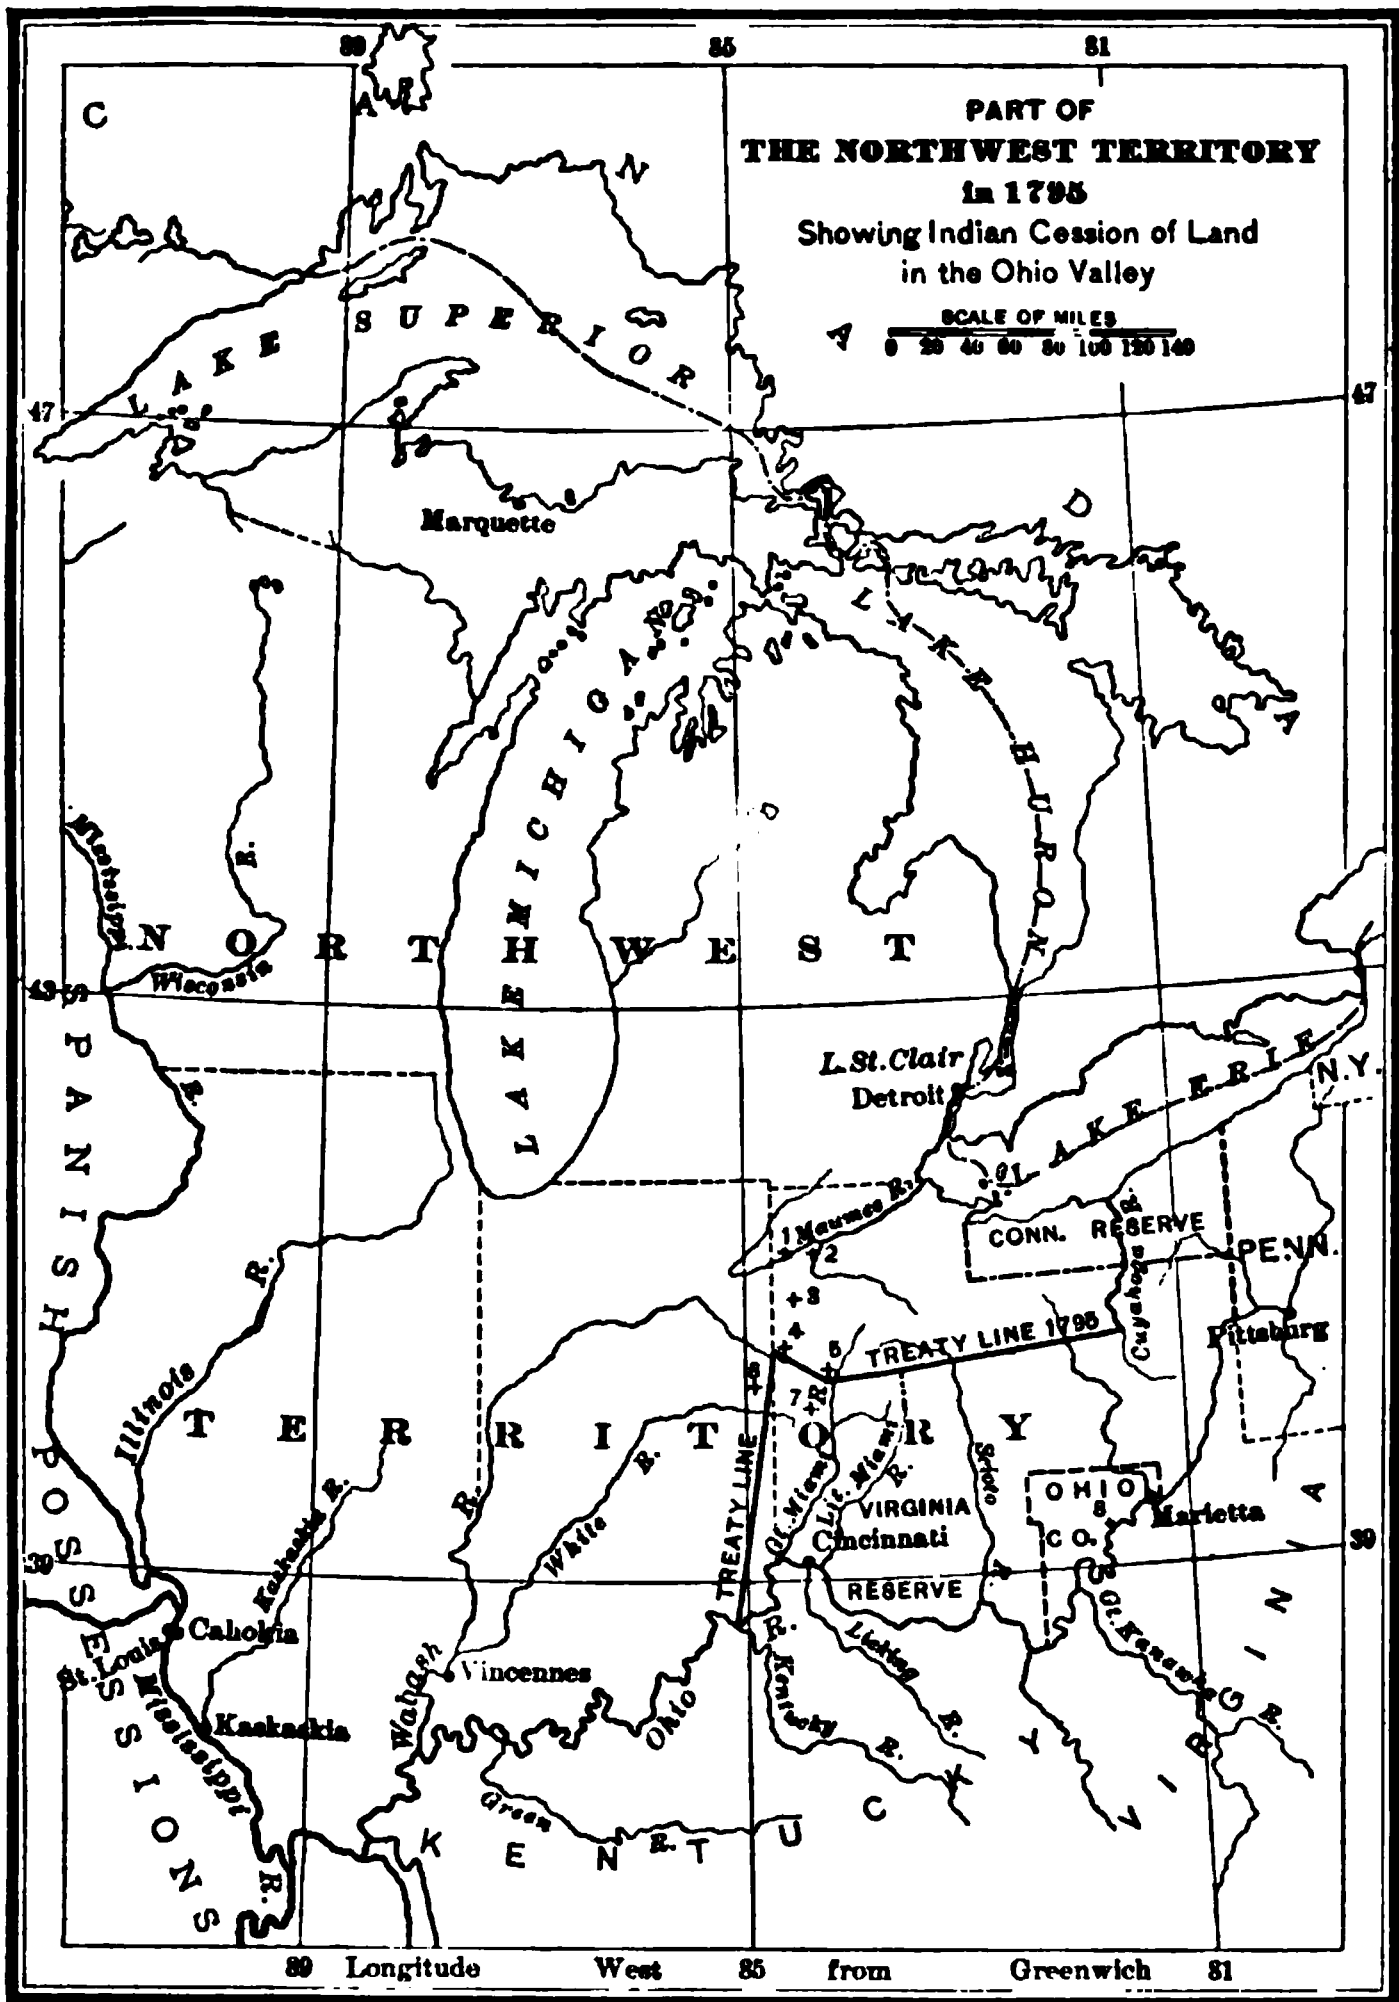 89 85 81
PART OF
THE NORTHWEST TERRITORY
in 1795
Showing Indian Cession of Land
in the Ohio Valley
SCALE OF MILES
0 20 40 60 80 100 120 140
CANADA
LAKE SUPERIOR
47 47
Marquette
LAKE MICHIGAN
LAKE HURON
Mississippi
R.
R.
NORTHWEST
Wisconsin
43
L. St. Clair
Detroit
LAKE ERIE
N.Y.
SPANISH
POSSESSIONS
Maumee R.
1
2
3
4
5
6
7
CONN. RESERVE
PENN.
Cuyahoga
R.
Pittsburg
TREATY LINE 1795
Illinois
R.
TERRITORY
TREATY LINE
R.
Gt. Miami
R.
Lit. Miami
R.
Scioto
R.
VIRGINIA
RESERVE
Cincinnati
OHIO
8
CO.
Marietta
39 39
Kaskaskia R.
White
R.
Cahokia
St. Louis
Vincennes
Wabash
R.
Kaskaskia
Mississippi
R.
Ohio
R.
Kentucky
R.
Licking
R.
Gt. Kanawha
R.
Green
R.
KENTUCKY
VIRGINIA
89 Longitude West 85 from Greenwich 81